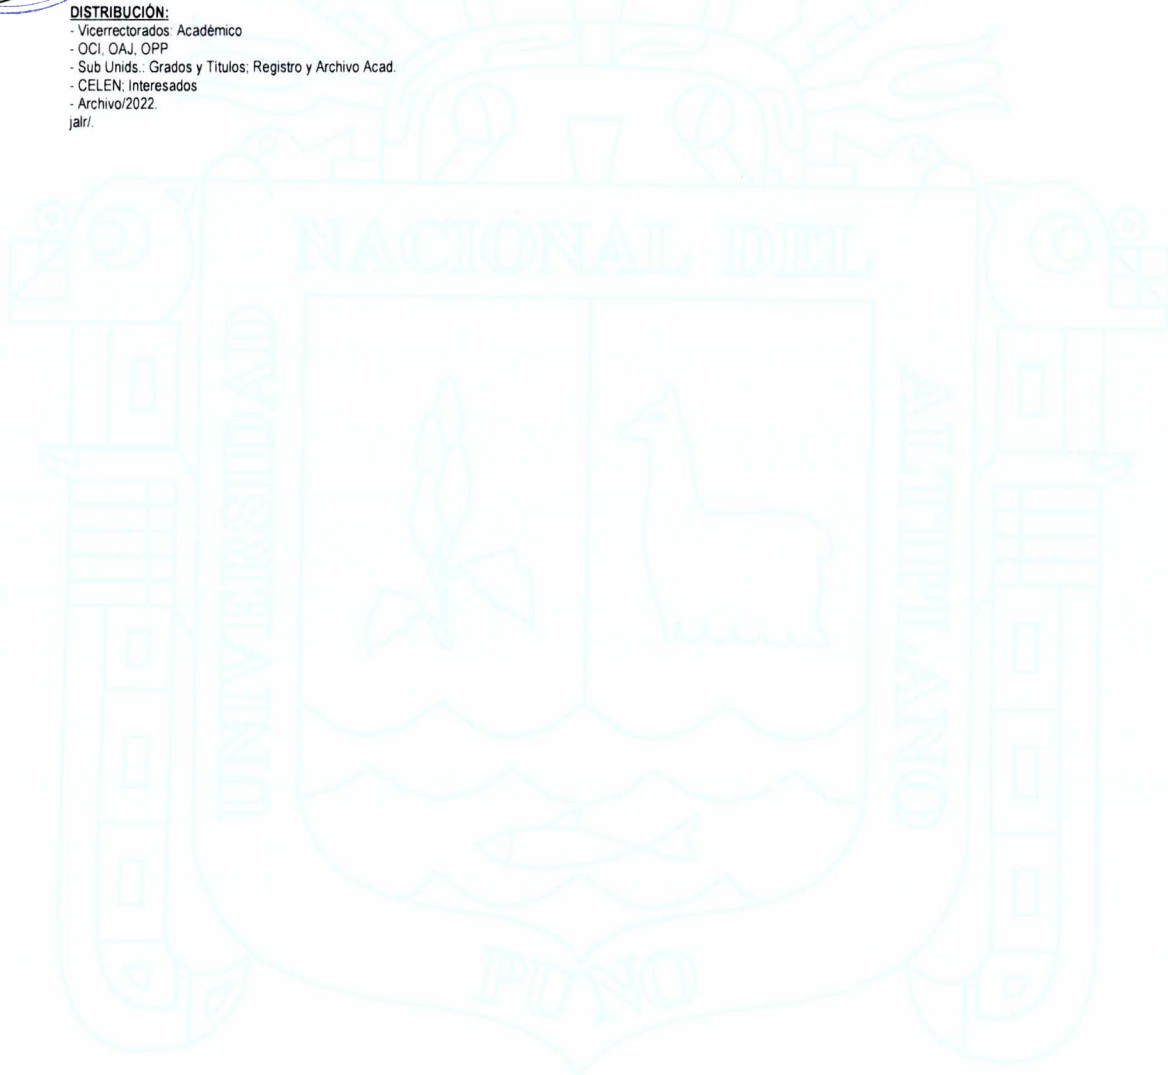 DISTRIBUCIÓN:
- Vicerrectorados: Académico
- OCI, OAJ, OPP
- Sub Unids.: Grados y Títulos; Registro y Archivo Acad.
- CELEN; Interesados
- Archivo/2022.
jalr/.
NACIONAL DEL
UNIVERSIDAD
ALTIPLANO
PUNO